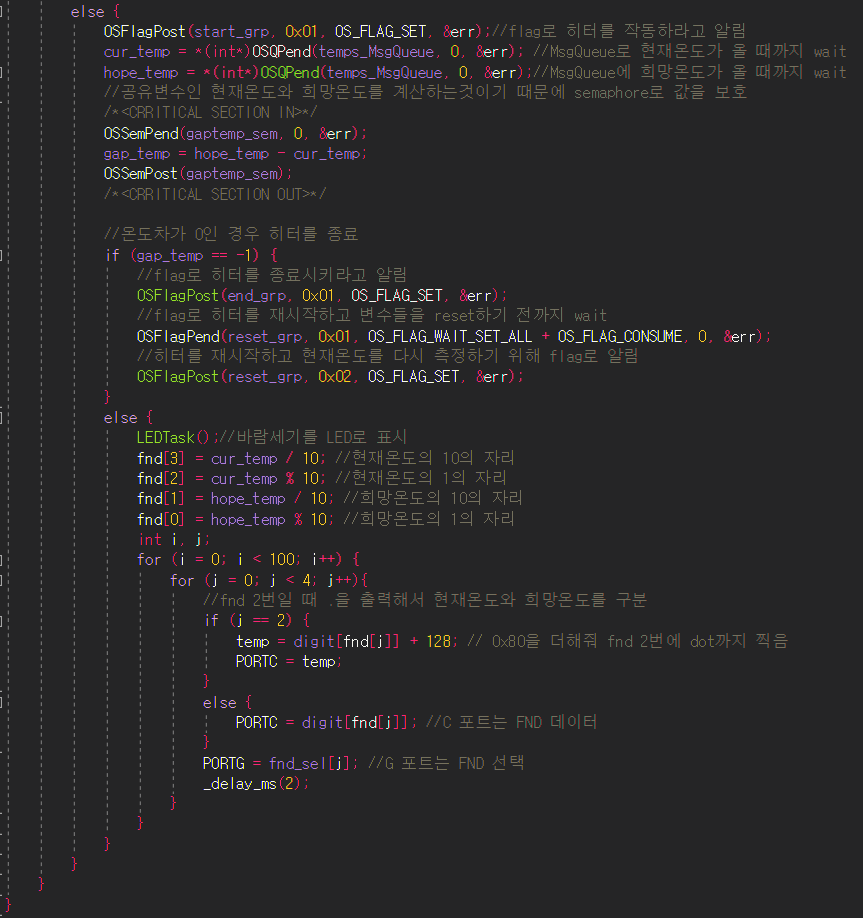 else {
OSFlagPost(start_grp, 0x01, OS_FLAG_SET, &err);//flag로 히터를 작동하라고 알림
cur_temp = *(int*)OSQPend(temps_MsgQueue, 0, &err); //MsgQueue로 현재온도가 올 때까지 wait
hope_temp = *(int*)OSQPend(temps_MsgQueue, 0, &err);//MsgQueue에 희망온도가 올 때까지 wait
//공유변수인 현재온도와 희망온도를 계산하는것이기 때문에 semaphore로 값을 보호
/*<CRRITICAL SECTION IN>*/
OSSemPend(gaptemp_sem, 0, &err);
gap_temp = hope_temp - cur_temp;
OSSemPost(gaptemp_sem);
/*<CRRITICAL SECTION OUT>*/
//온도차가 0인 경우 히터를 종료
if (gap_temp == -1) {
//flag로 히터를 종료시키라고 알림
OSFlagPost(end_grp, 0x01, OS_FLAG_SET, &err);
//flag로 히터를 재시작하고 변수들을 reset하기 전까지 wait
OSFlagPend(reset_grp, 0x01, OS_FLAG_WAIT_SET_ALL + OS_FLAG_CONSUME, 0, &err);
//히터를 재시작하고 현재온도를 다시 측정하기 위해 flag로 알림
OSFlagPost(reset_grp, 0x02, OS_FLAG_SET, &err);
}
else {
LEDTask();//바람세기를 LED로 표시
fnd[3] = cur_temp / 10; //현재온도의 10의 자리
fnd[2] = cur_temp % 10; //현재온도의 1의 자리
fnd[1] = hope_temp / 10; //희망온도의 10의 자리
fnd[0] = hope_temp % 10; //희망온도의 1의 자리
int i, j;
for (i = 0; i < 100; i++) {
for (j = 0; j < 4; j++){
//fnd 2번일 때 .을 출력해서 현재온도와 희망온도를 구분
if (j == 2) {
temp = digit[fnd[j]] + 128; // 0x80을 더해줘 fnd 2번에 dot까지 찍음
PORTC = temp;
}
else {
PORTC = digit[fnd[j]]; //C 포트는 FND 데이터
}
PORTG = fnd_sel[j]; //G 포트는 FND 선택
_delay_ms(2);
}
}
}
}
}
}